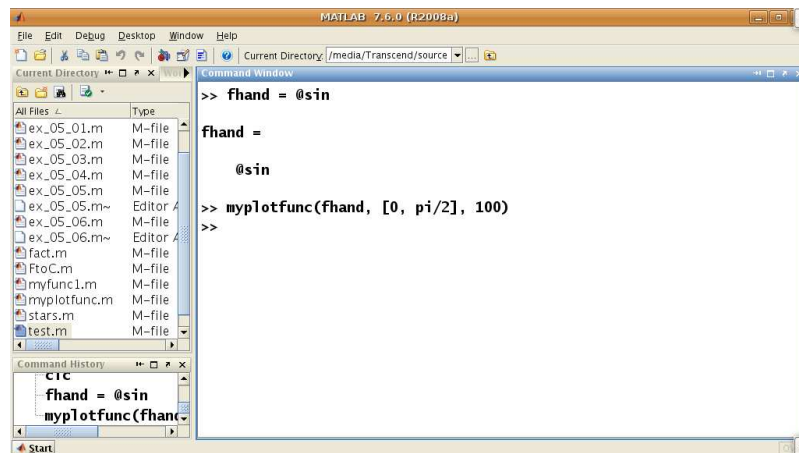 MATLAB 7.6.0 (R2008a)
File Edit Debug Desktop Window Help
Current Directory: /media/Transcend/source
Current Directory
Command Window
All Files Type
ex_05_01.m M-file
ex_05_02.m M-file
ex_05_03.m M-file
ex_05_04.m M-file
ex_05_05.m M-file
ex_05_05.m~ Editor A
ex_05_06.m M-file
ex_05_06.m~ Editor A
fact.m M-file
FtoC.m M-file
myfunc1.m M-file
myplotfunc.m M-file
stars.m M-file
test.m M-file
Command History
clc
fhand = @sin
myplotfunc(fhand
Start
>> fhand = @sin
fhand =
@sin
>> myplotfunc(fhand, [0, pi/2], 100)
>>